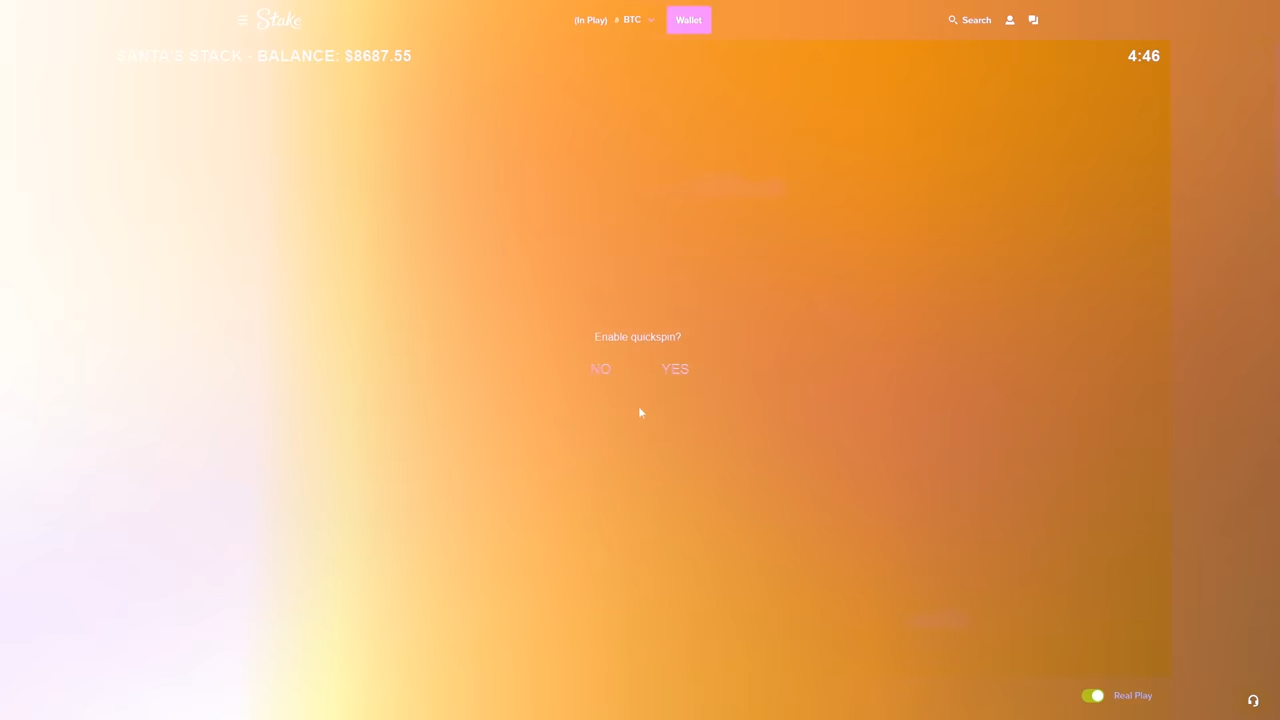 Stake
(In Play) BTC
Wallet
Search
SANTA'S STACK - BALANCE: $8687.55
4:46
Enable quickspin?
NO YES
Real Play